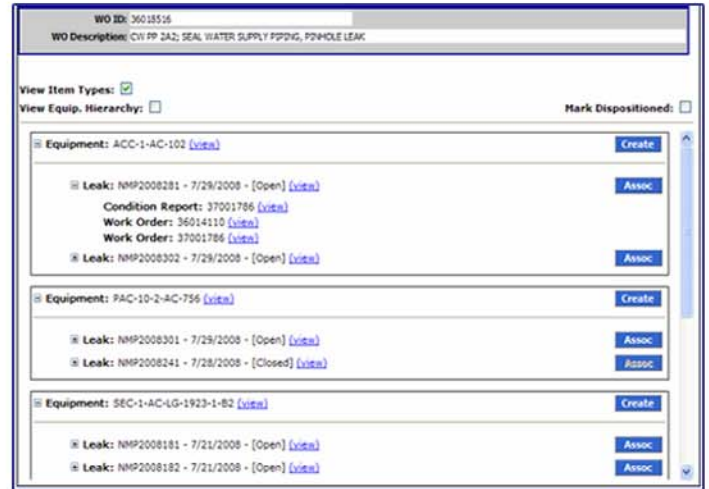 WO ID: 36018516
WO Description: CW PP 2A2; SEAL WATER SUPPLY PIPING, PINHOLE LEAK
View Item Types:
View Equip. Hierarchy: Mark Dispositioned:
Equipment: ACC-1-AC-102 (view) Create
Leak: NMP2008281 - 7/29/2008 - [Open] (view) Assoc
Condition Report: 37001786 (view)
Work Order: 36014110 (view)
Work Order: 37001786 (view)
Leak: NMP2008302 - 7/29/2008 - [Open] (view) Assoc
Equipment: PAC-10-2-AC-756 (view) Create
Leak: NMP2008301 - 7/29/2008 - [Open] (view) Assoc
Leak: NMP2008241 - 7/28/2008 - [Closed] (view) Assoc
Equipment: SEC-1-AC-LG-1923-1-B2 (view) Create
Leak: NMP2008181 - 7/21/2008 - [Open] (view) Assoc
Leak: NMP2008182 - 7/21/2008 - [Open] (view) Assoc